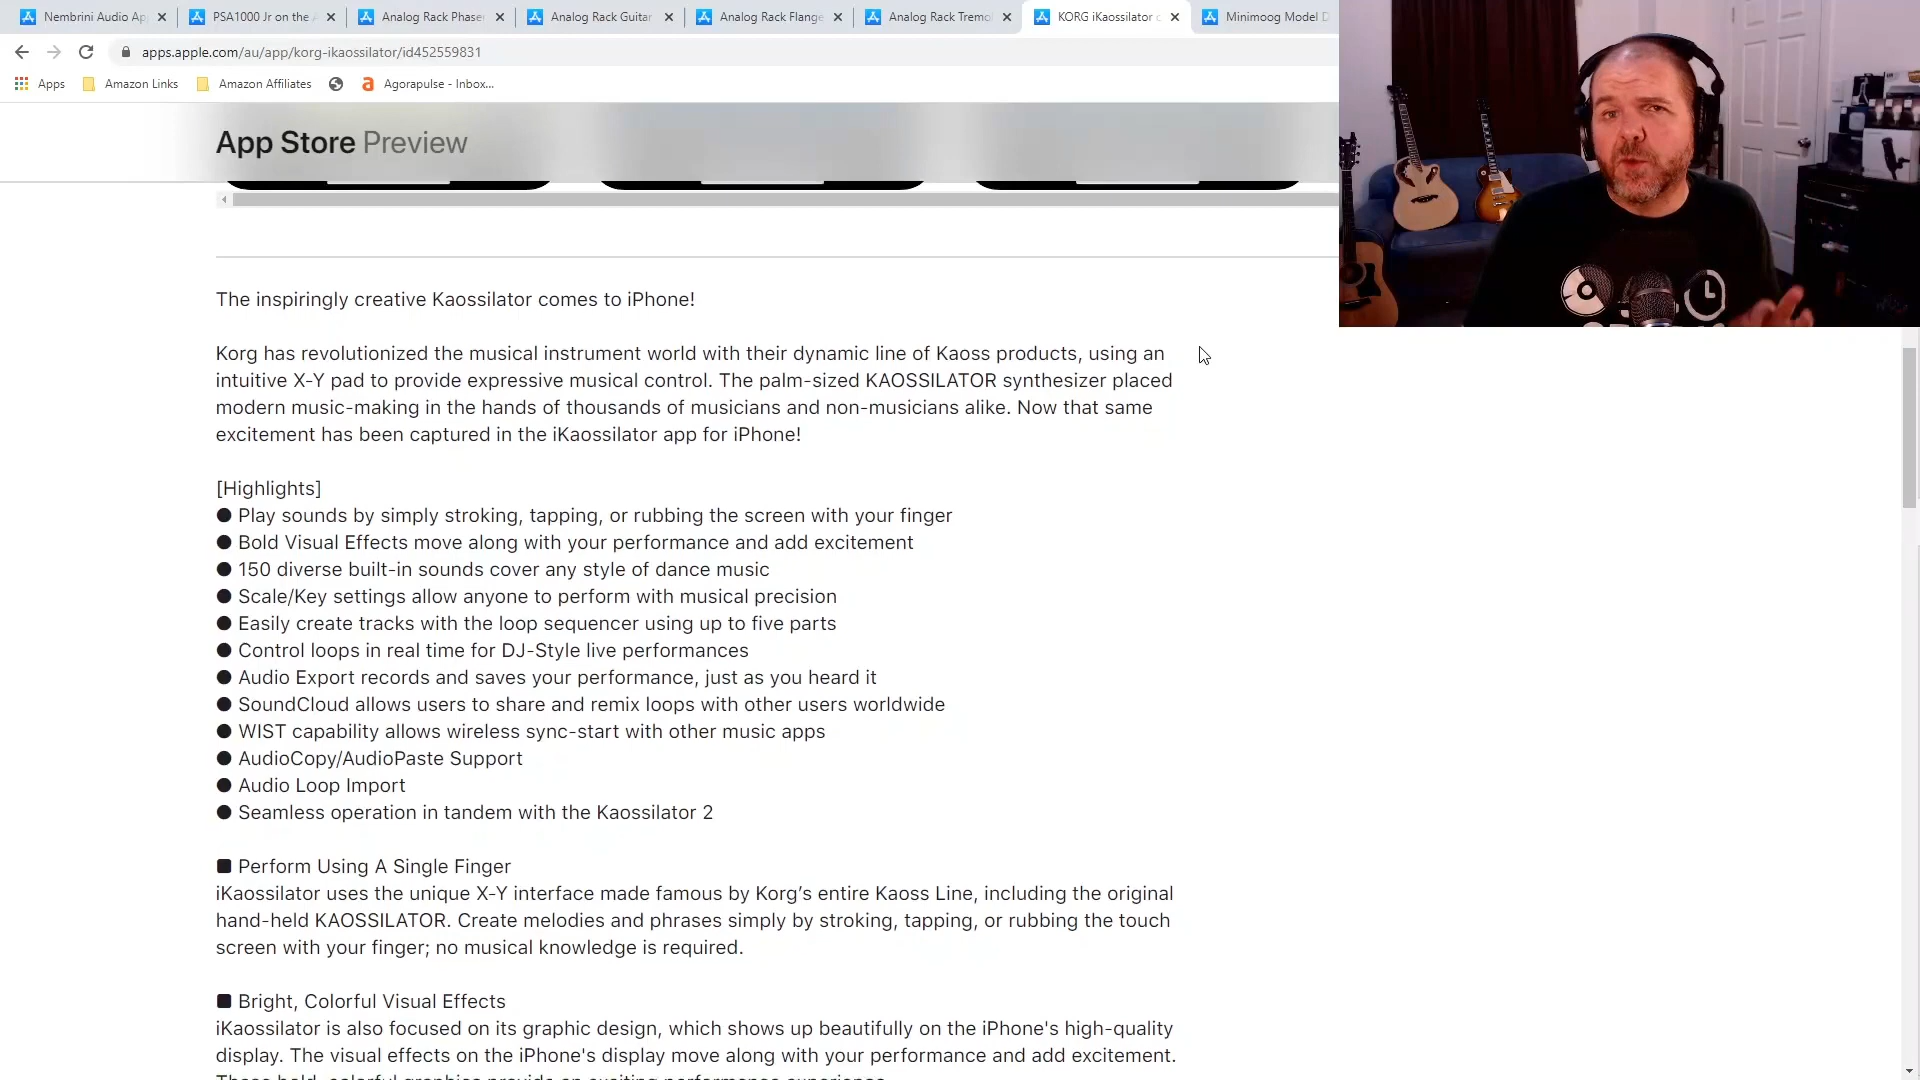 Nembrini Audio Ap
PSA1000 Jr on the A
Analog Rack Phaser
Analog Rack Guitar
Analog Rack Flange
Analog Rack Tremo
KORG iKaossilator o
Minimoog Model D
apps.apple.com/au/app/korg-ikaossilator/id452559831
Apps
Amazon Links
Amazon Affiliates
Agorapulse - Inbox...
App Store Preview
The inspiringly creative Kaossilator comes to iPhone!
Korg has revolutionized the musical instrument world with their dynamic line of Kaoss products, using an
intuitive X-Y pad to provide expressive musical control. The palm-sized KAOSSILATOR synthesizer placed
modern music-making in the hands of thousands of musicians and non-musicians alike. Now that same
excitement has been captured in the iKaossilator app for iPhone!
[Highlights]
● Play sounds by simply stroking, tapping, or rubbing the screen with your finger
● Bold Visual Effects move along with your performance and add excitement
● 150 diverse built-in sounds cover any style of dance music
● Scale/Key settings allow anyone to perform with musical precision
● Easily create tracks with the loop sequencer using up to five parts
● Control loops in real time for DJ-Style live performances
● Audio Export records and saves your performance, just as you heard it
● SoundCloud allows users to share and remix loops with other users worldwide
● WIST capability allows wireless sync-start with other music apps
● AudioCopy/AudioPaste Support
● Audio Loop Import
● Seamless operation in tandem with the Kaossilator 2
■ Perform Using A Single Finger
iKaossilator uses the unique X-Y interface made famous by Korg’s entire Kaoss Line, including the original
hand-held KAOSSILATOR. Create melodies and phrases simply by stroking, tapping, or rubbing the touch
screen with your finger; no musical knowledge is required.
■ Bright, Colorful Visual Effects
iKaossilator is also focused on its graphic design, which shows up beautifully on the iPhone's high-quality
display. The visual effects on the iPhone's display move along with your performance and add excitement.